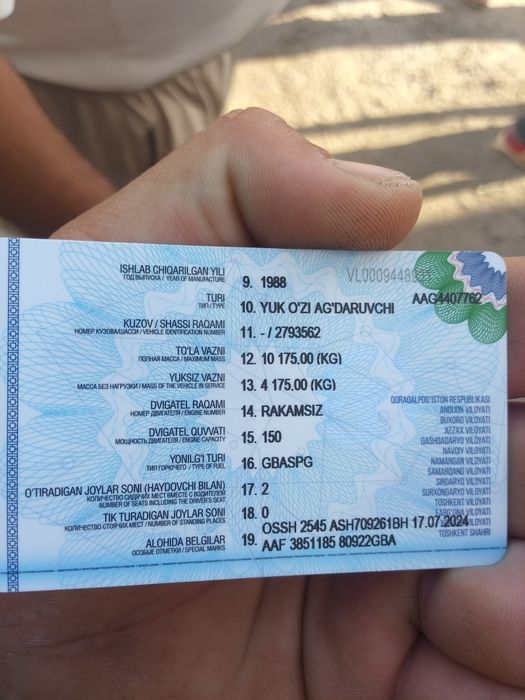 ISHLAB CHIQARILGAN YILI
ГОД ВЫПУСКА / YEAR OF MANUFACTURE
9. 1988
VL0009448
AAG4407762
TURI
ТИП / TYPE
10. YUK O'ZI AG'DARUVCHI
KUZOV / SHASSI RAQAMI
НОМЕР КУЗОВА/ШАССИ / VEHICLE IDENTIFICATION NUMBER
11. - / 2793562
TO'LA VAZNI
ПОЛНАЯ МАССА / MAXIMUM MASS
12. 10 175.00 (KG)
YUKSIZ VAZNI
МАССА БЕЗ НАГРУЗКИ / MASS OF THE VEHICLE IN SERVICE
13. 4 175.00 (KG)
DVIGATEL RAQAMI
НОМЕР ДВИГАТЕЛЯ / ENGINE NUMBER
14. RAKAMSIZ
DVIGATEL QUVVATI
МОЩНОСТЬ ДВИГАТЕЛЯ / ENGINE CAPACITY
15. 150
YONILG'I TURI
ТИП ГОРЮЧЕГО / TYPE OF FUEL
16. GBASPG
O'TIRADIGAN JOYLAR SONI (HAYDOVCHI BILAN)
КОЛИЧЕСТВО СИДЯЧИХ МЕСТ ВМЕСТЕ С ВОДИТЕЛЕМ
NUMBER OF SEATS INCLUDING THE DRIVER'S SEAT
17. 2
TIK TURADIGAN JOYLAR SONI
КОЛИЧЕСТВО СТОЯЧИХ МЕСТ / NUMBER OF STANDING PLACES
18. 0
ALOHIDA BELGILAR
ОСОБЫЕ ОТМЕТКИ / SPECIAL MARKS
19. OSSH 2545 ASH709261BH 17.07.2024
AAF 3851185 80922GBA
QORAQALPOG'ISTON RESPUBLIKASI
ANDIJON VILOYATI
BUXORO VILOYATI
JIZZAX VILOYATI
QASHQADARYO VILOYATI
NAVOIY VILOYATI
NAMANGAN VILOYATI
SAMARQAND VILOYATI
SIRDARYO VILOYATI
SURXONDARYO VILOYATI
TOSHKENT VILOYATI
FARG'ONA VILOYATI
TOSHKENT SHAHRI